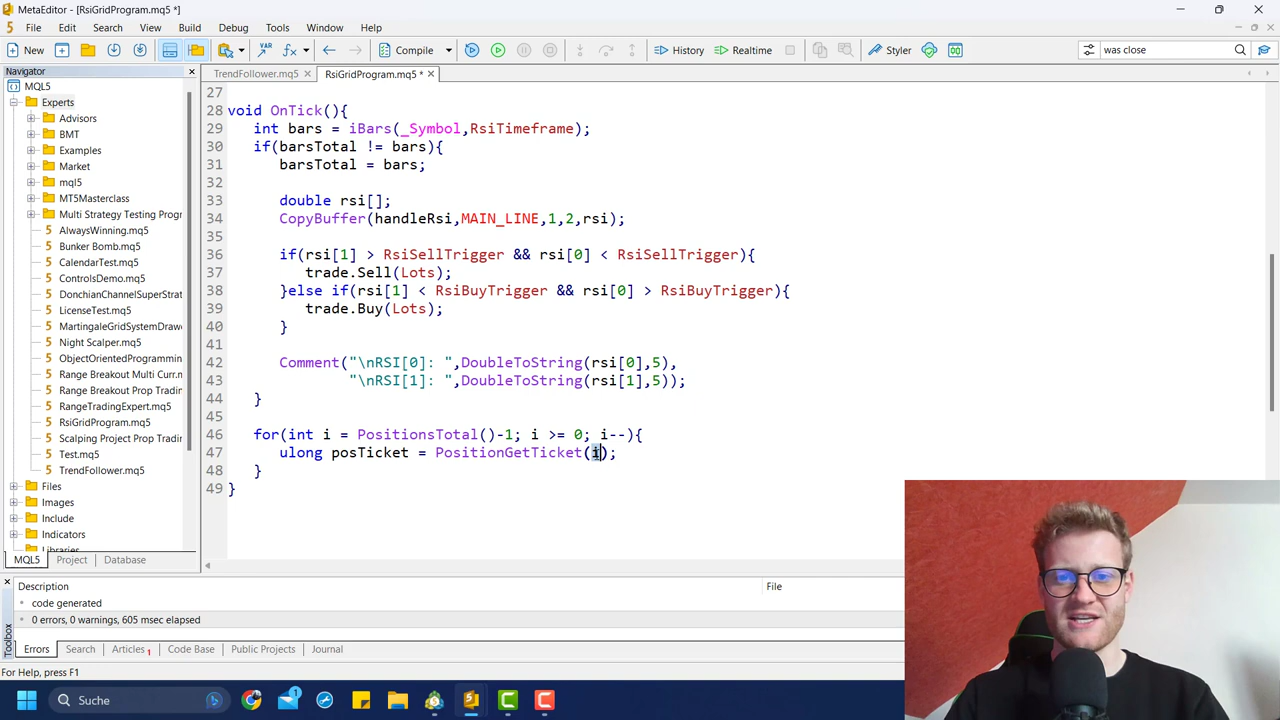 MetaEditor - [RsiGridProgram.mq5 *]
File Edit Search View Build Debug Tools Window Help
New Compile History Realtime Styler was close
Navigator
MQL5
Experts
Advisors
BMT
Examples
Market
mql5
MT5Masterclass
Multi Strategy Testing Progr
AlwaysWinning.mq5
Bunker Bomb.mq5
CalendarTest.mq5
ControlsDemo.mq5
DonchianChannelSuperStrat
LicenseTest.mq5
MartingaleGridSystemDraw
Night Scalper.mq5
ObjectOrientedProgrammin
Range Breakout Multi Curr.m
Range Breakout Prop Tradin
RangeTradingExpert.mq5
RsiGridProgram.mq5
Scalping Project Prop Tradin
Test.mq5
TrendFollower.mq5
Files
Images
Include
Indicators
Libraries
MQL5 Project Database
TrendFollower.mq5 RsiGridProgram.mq5 *
27
28 void OnTick(){
29 int bars = iBars(_Symbol,RsiTimeframe);
30 if(barsTotal != bars){
31 barsTotal = bars;
32
33 double rsi[];
34 CopyBuffer(handleRsi,MAIN_LINE,1,2,rsi);
35
36 if(rsi[1] > RsiSellTrigger && rsi[0] < RsiSellTrigger){
37 trade.Sell(Lots);
38 }else if(rsi[1] < RsiBuyTrigger && rsi[0] > RsiBuyTrigger){
39 trade.Buy(Lots);
40 }
41
42 Comment("\nRSI[0]: ",DoubleToString(rsi[0],5),
43 "\nRSI[1]: ",DoubleToString(rsi[1],5));
44 }
45
46 for(int i = PositionsTotal()-1; i >= 0; i--){
47 ulong posTicket = PositionGetTicket(i);
48 }
49 }
Toolbox
Description File
code generated
0 errors, 0 warnings, 605 msec elapsed
Errors Search Articles 1 Code Base Public Projects Journal
For Help, press F1
Suche
1